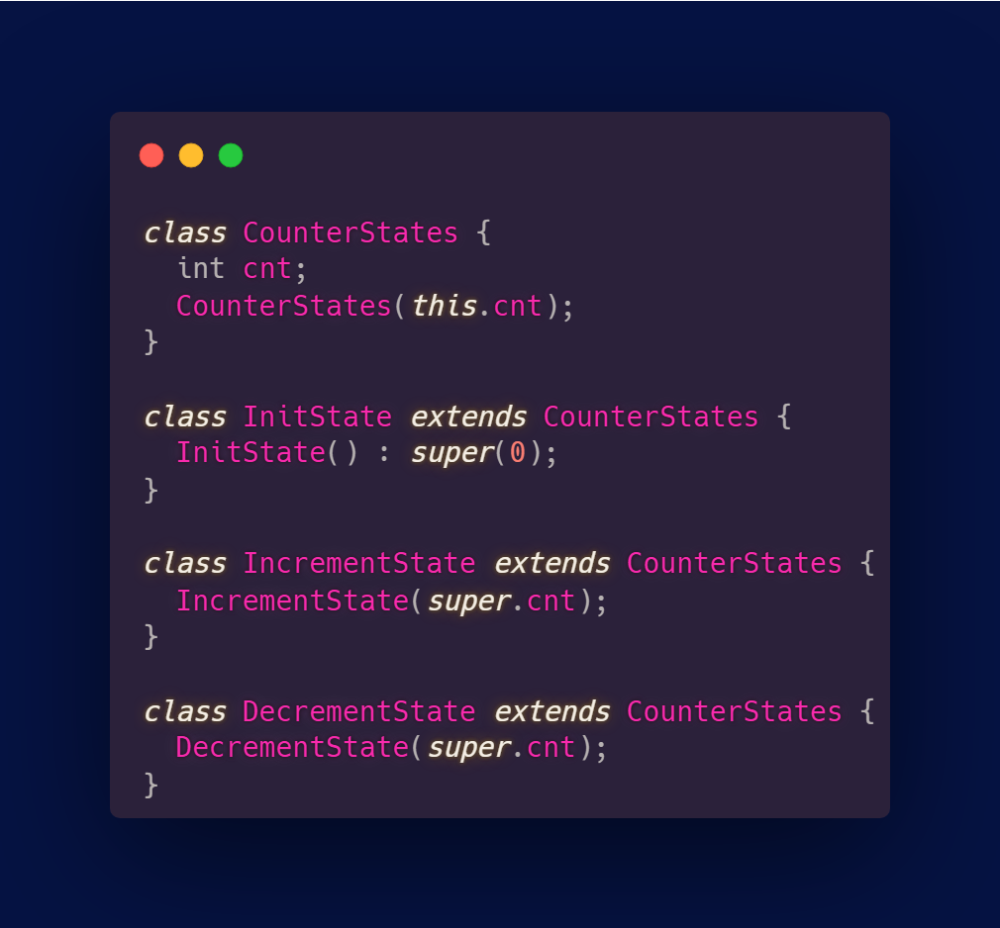 class CounterStates {
  int cnt;
  CounterStates(this.cnt);
}

class InitState extends CounterStates {
  InitState() : super(0);
}

class IncrementState extends CounterStates {
  IncrementState(super.cnt);
}

class DecrementState extends CounterStates {
  DecrementState(super.cnt);
}